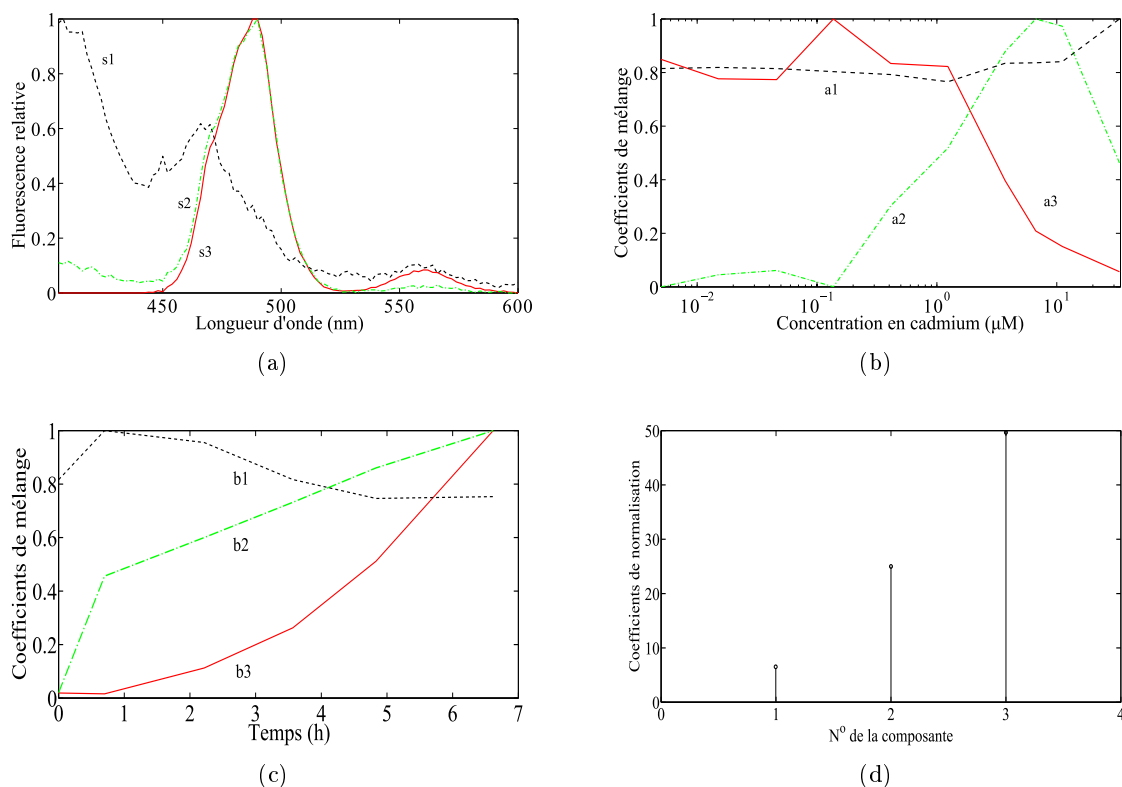 Fluorescence relative
1
0.8
0.6
0.4
0.2
0
s1
s2
s3
450
500
550
600
Longueur d'onde (nm)
(a)
Coefficients de mélange
1
0.8
0.6
0.4
0.2
0
a1
a2
a3
10^-2
10^-1
10^0
10^1
Concentration en cadmium (μM)
(b)
Coefficients de mélange
1
0.8
0.6
0.4
0.2
0
b1
b2
b3
0
1
2
3
4
5
6
7
Temps (h)
(c)
Coefficients de normalisation
50
40
30
20
10
0
0
1
2
3
4
N° de la composante
(d)